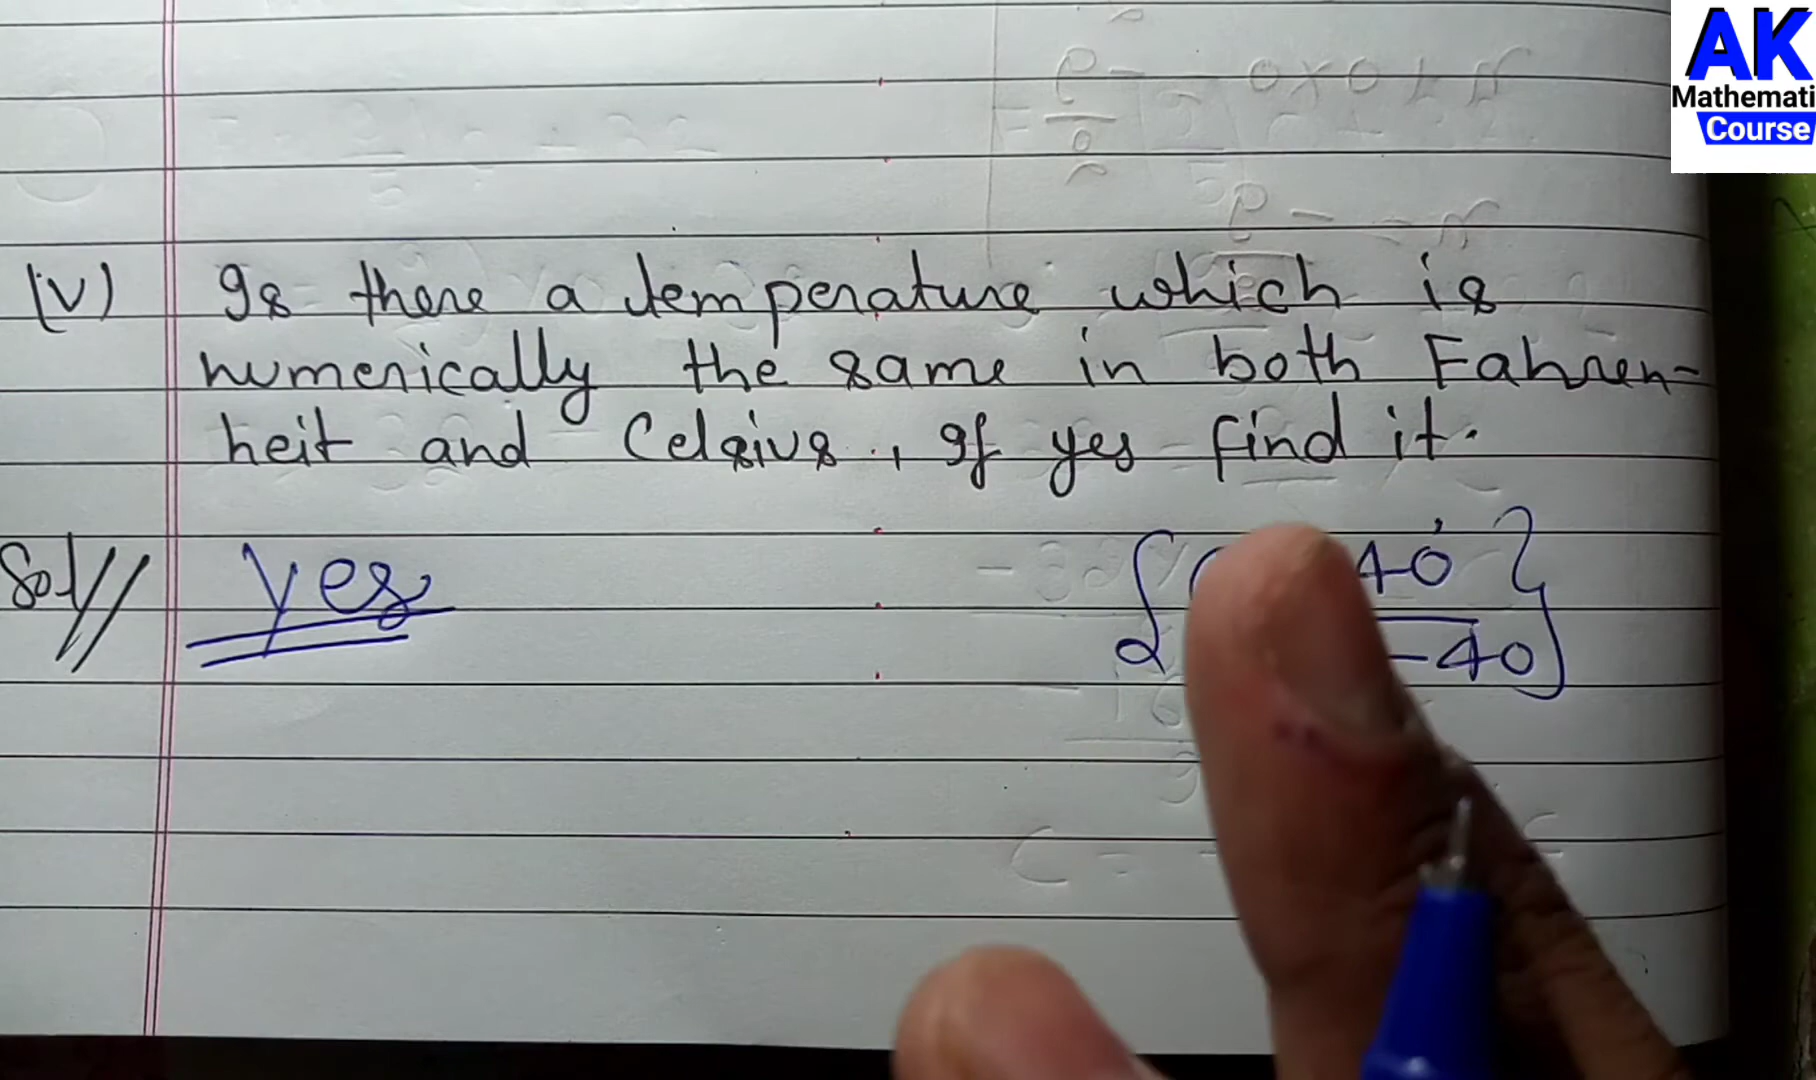 AK
Mathemati
Course
(v) Is there a temperature which is
numerically the same in both Fahren-
heit and Celsius, If yes find it.
Sol// yes
40
-40